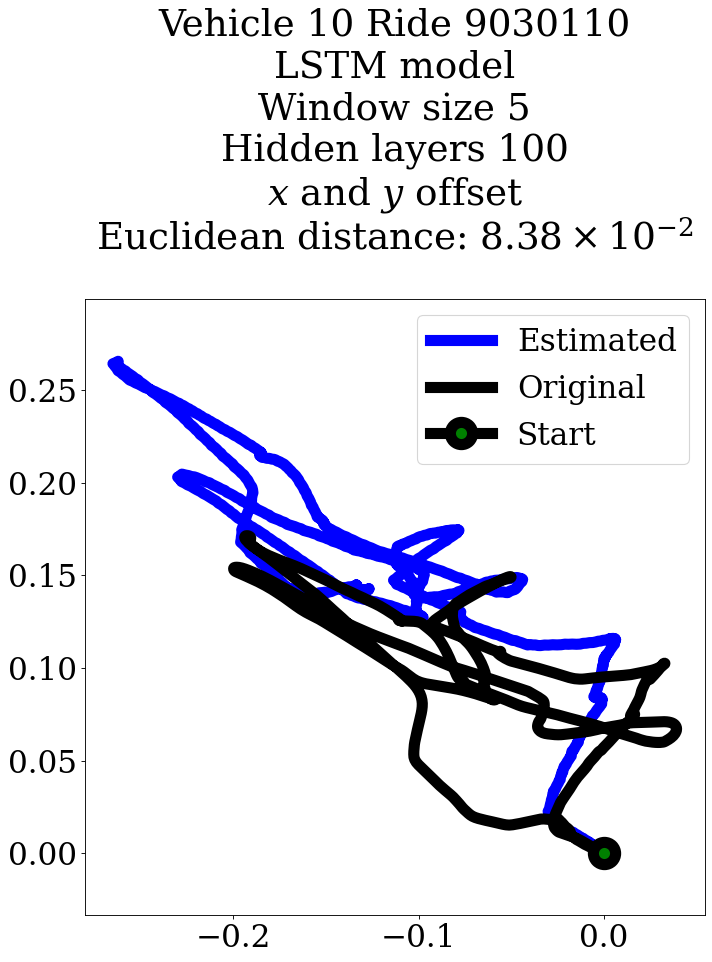 Vehicle 10 Ride 9030110
LSTM model
Window size 5
Hidden layers 100
x and y offset
Euclidean distance: 8.38 × 10⁻²
Estimated
Original
Start
0.25
0.20
0.15
0.10
0.05
0.00
−0.2 −0.1 0.0